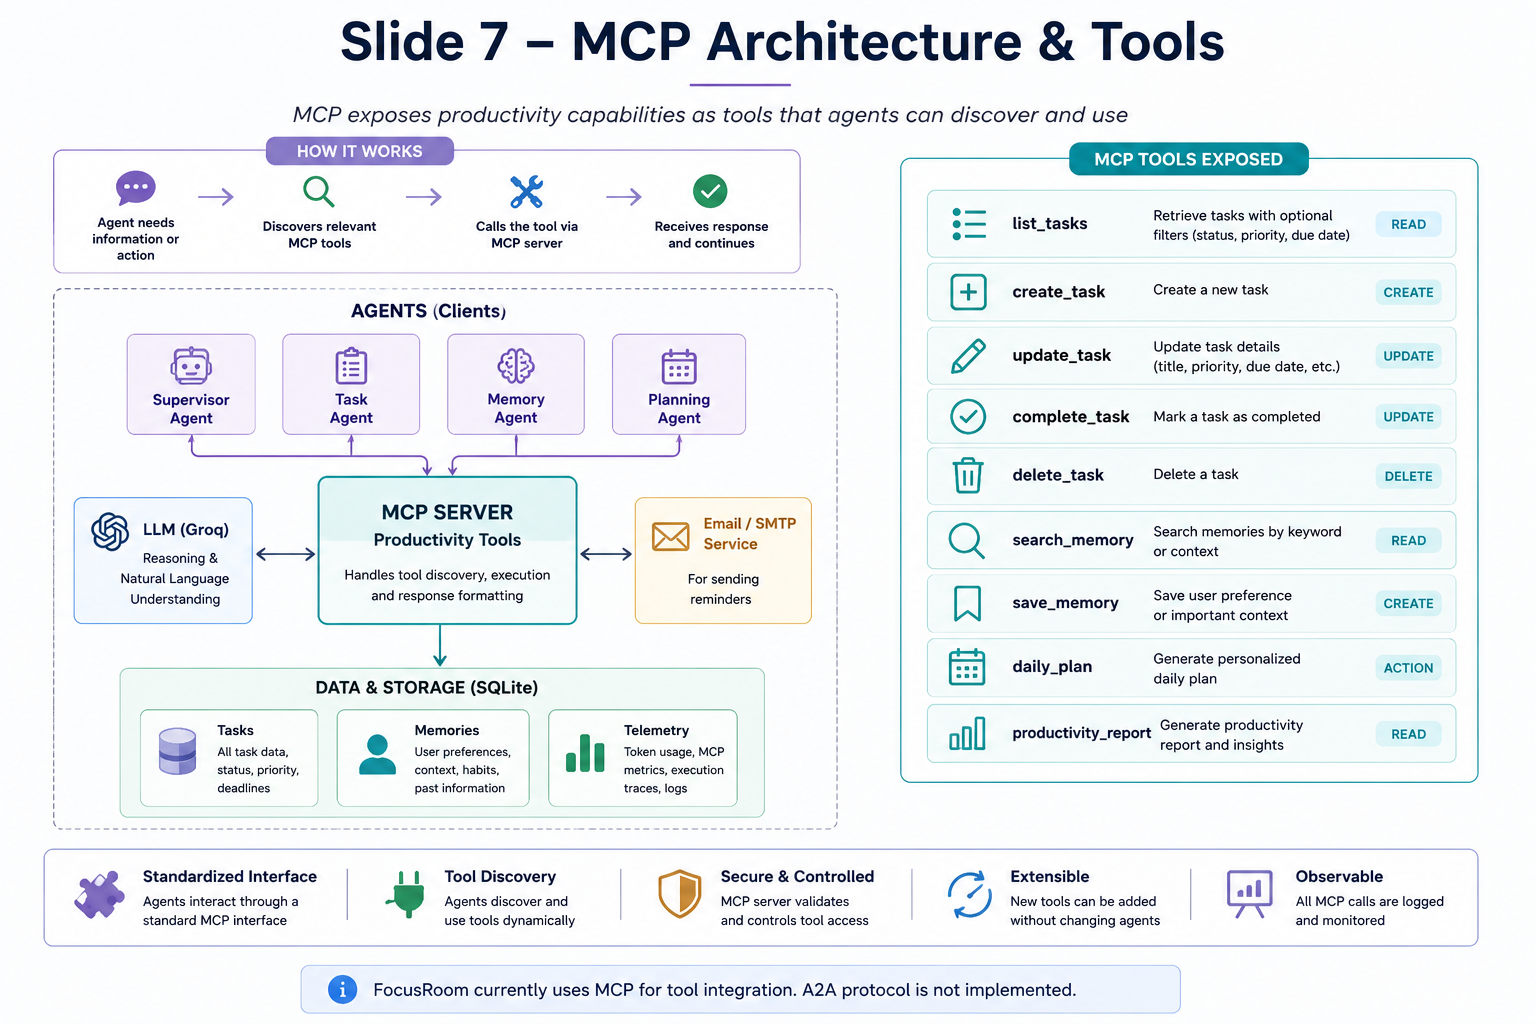 Slide 7 – MCP Architecture & Tools
MCP exposes productivity capabilities as tools that agents can discover and use
HOW IT WORKS
Agent needs
information or
action
Discovers relevant
MCP tools
Calls the tool via
MCP server
Receives response
and continues
AGENTS (Clients)
Supervisor
Agent
Task
Agent
Memory
Agent
Planning
Agent
LLM (Groq)
Reasoning &
Natural Language
Understanding
MCP SERVER
Productivity Tools
Handles tool discovery, execution
and response formatting
Email / SMTP
Service
For sending
reminders
DATA & STORAGE (SQLite)
Tasks
All task data,
status, priority,
deadlines
Memories
User preferences,
context, habits,
past information
Telemetry
Token usage, MCP
metrics, execution
traces, logs
MCP TOOLS EXPOSED
list_tasks
Retrieve tasks with optional
filters (status, priority, due date)
READ
create_task
Create a new task
CREATE
update_task
Update task details
(title, priority, due date, etc.)
UPDATE
complete_task
Mark a task as completed
UPDATE
delete_task
Delete a task
DELETE
search_memory
Search memories by keyword
or context
READ
save_memory
Save user preference
or important context
CREATE
daily_plan
Generate personalized
daily plan
ACTION
productivity_report
Generate productivity
report and insights
READ
Standardized Interface
Agents interact through a
standard MCP interface
Tool Discovery
Agents discover and
use tools dynamically
Secure & Controlled
MCP server validates
and controls tool access
Extensible
New tools can be added
without changing agents
Observable
All MCP calls are logged
and monitored
FocusRoom currently uses MCP for tool integration. A2A protocol is not implemented.